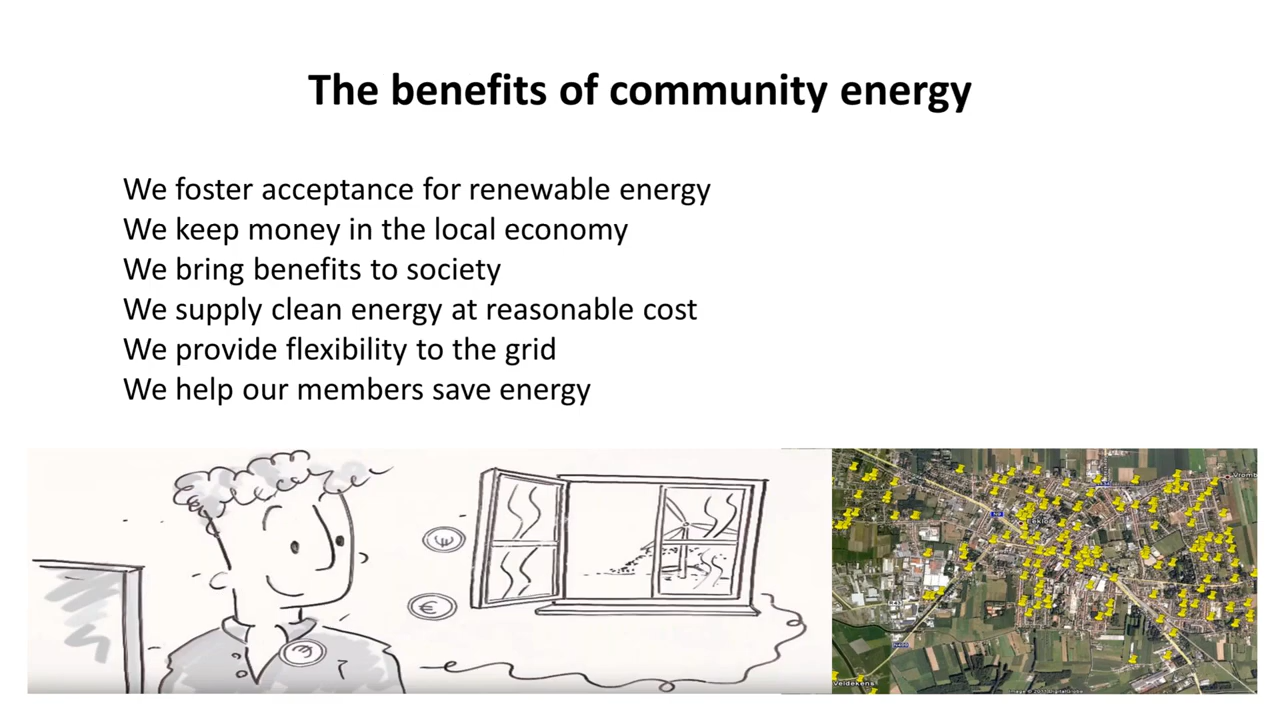 The benefits of community energy
We foster acceptance for renewable energy
We keep money in the local economy
We bring benefits to society
We supply clean energy at reasonable cost
We provide flexibility to the grid
We help our members save energy
€
Eeklo
Veldekens